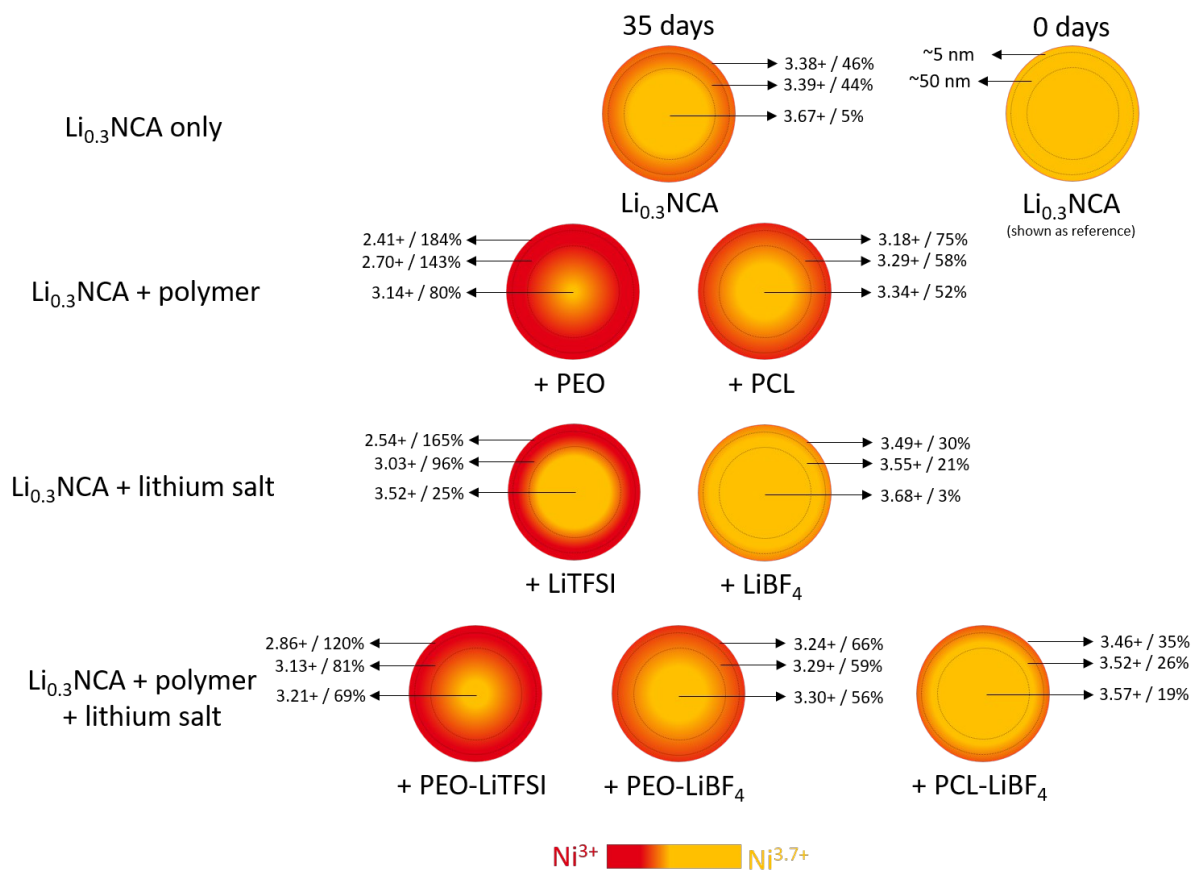 35 days
0 days
3.38+ / 46%
3.39+ / 44%
3.67+ / 5%
~5 nm
~50 nm
Li₀.₃NCA only
Li₀.₃NCA
Li₀.₃NCA
(shown as reference)
2.41+ / 184%
2.70+ / 143%
3.14+ / 80%
3.18+ / 75%
3.29+ / 58%
3.34+ / 52%
Li₀.₃NCA + polymer
+ PEO
+ PCL
2.54+ / 165%
3.03+ / 96%
3.52+ / 25%
3.49+ / 30%
3.55+ / 21%
3.68+ / 3%
Li₀.₃NCA + lithium salt
+ LiTFSI
+ LiBF₄
2.86+ / 120%
3.13+ / 81%
3.21+ / 69%
3.24+ / 66%
3.29+ / 59%
3.30+ / 56%
3.46+ / 35%
3.52+ / 26%
3.57+ / 19%
Li₀.₃NCA + polymer
+ lithium salt
+ PEO-LiTFSI
+ PEO-LiBF₄
+ PCL-LiBF₄
Ni³⁺
Ni³·⁷⁺